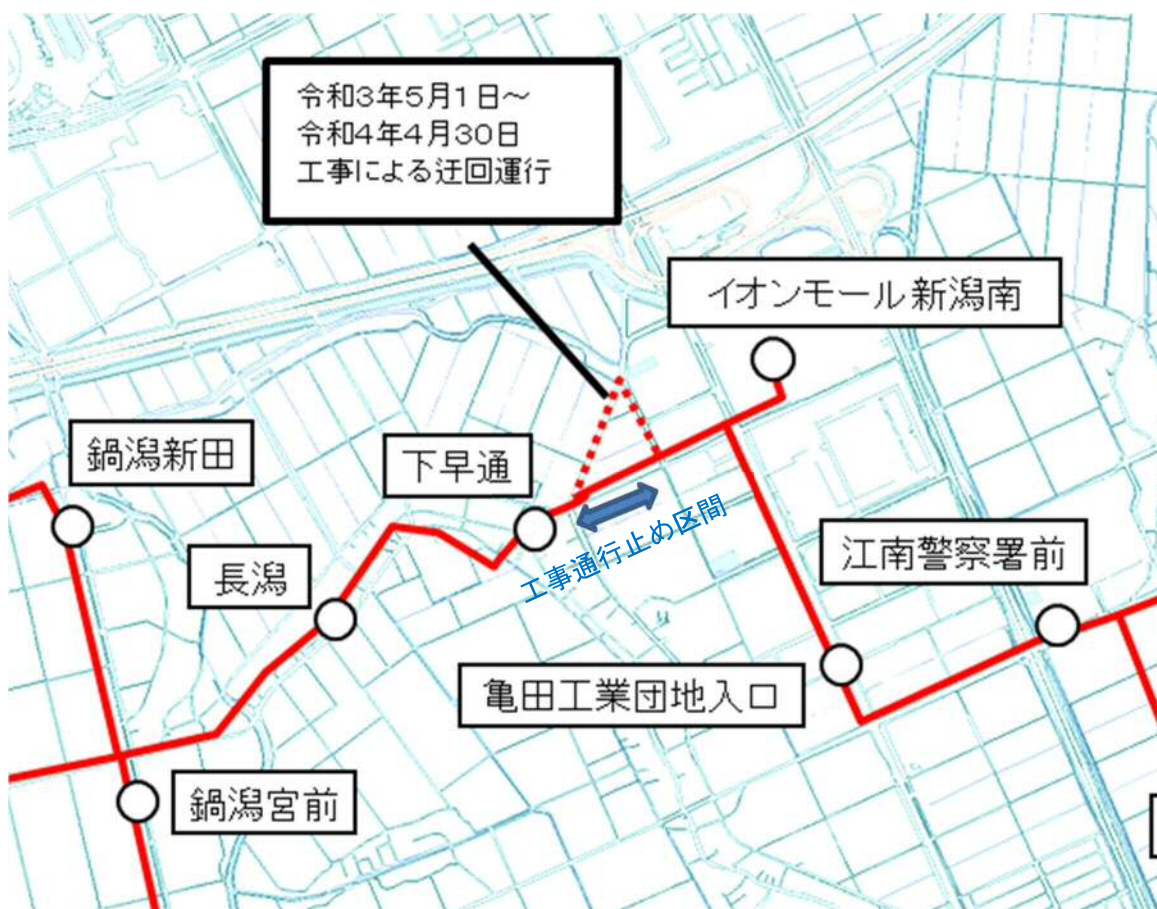 令和3年5月1日～
令和4年4月30日
工事による迂回運行
イオンモール新潟南
鍋潟新田
下早通
工事通行止め区間
江南警察署前
長潟
亀田工業団地入口
鍋潟宮前